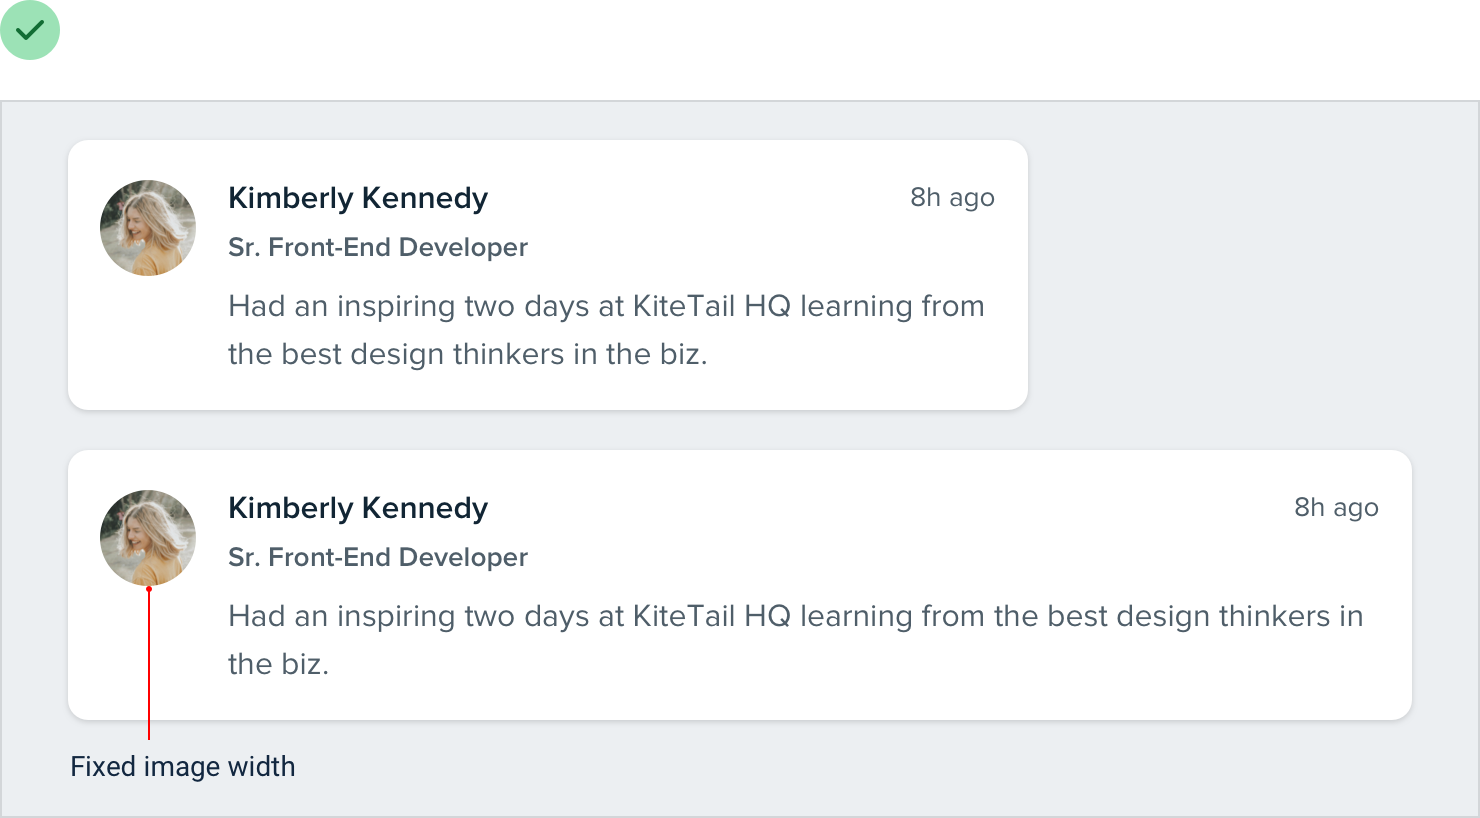 Kimberly Kennedy
8h ago
Sr. Front-End Developer
Had an inspiring two days at KiteTail HQ learning from
the best design thinkers in the biz.
Kimberly Kennedy
8h ago
Sr. Front-End Developer
Had an inspiring two days at KiteTail HQ learning from the best design thinkers in
the biz.
Fixed image width